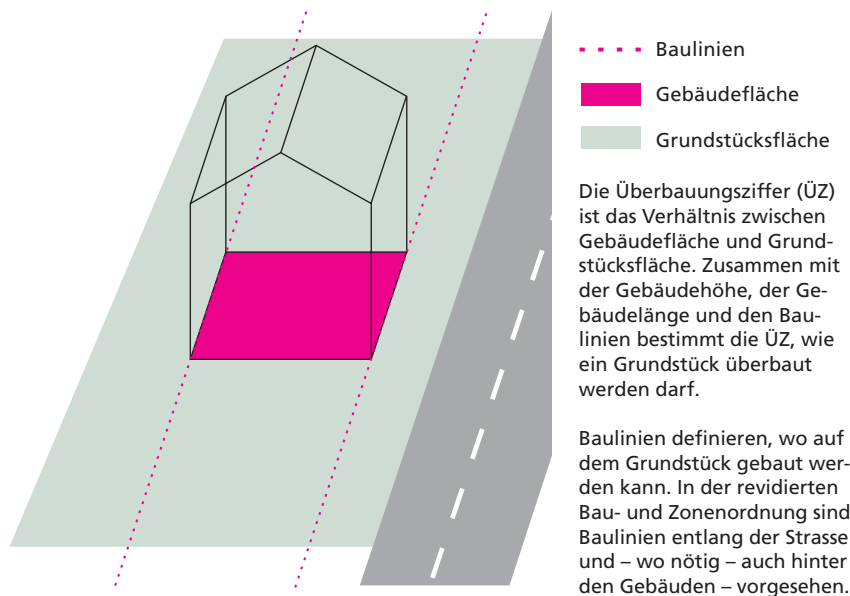 Baulinien
Gebäudefläche
Grundstücksfläche
Die Überbauungsziffer (ÜZ)
ist das Verhältnis zwischen
Gebäudefläche und Grund-
stücksfläche. Zusammen mit
der Gebäudehöhe, der Ge-
bäudelänge und den Bau-
linien bestimmt die ÜZ, wie
ein Grundstück überbaut
werden darf.
Baulinien definieren, wo auf
dem Grundstück gebaut wer-
den kann. In der revidierten
Bau- und Zonenordnung sind
Baulinien entlang der Strasse
und – wo nötig – auch hinter
den Gebäuden – vorgesehen.